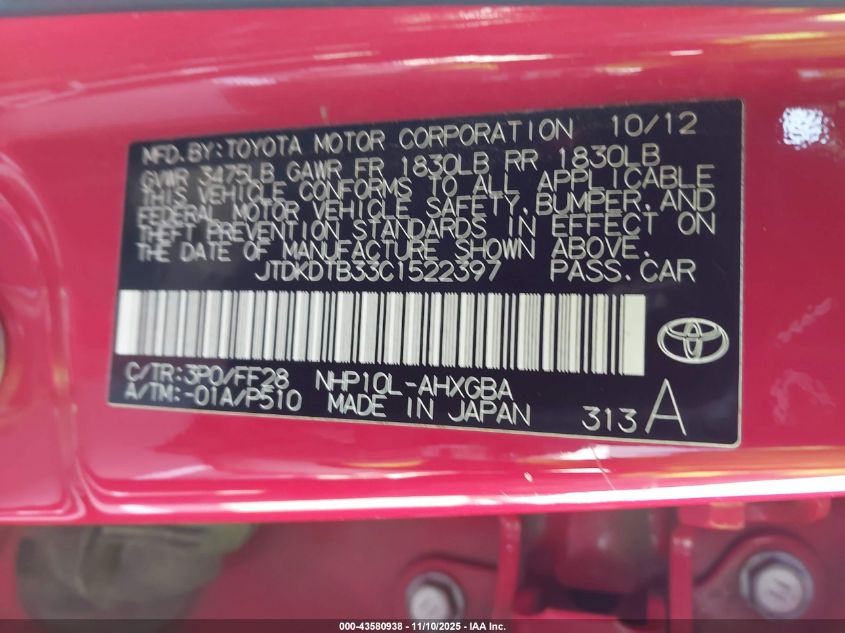 MFD.BY:TOYOTA MOTOR CORPORATION 10/12
GVWR 3475LB GAWR FR 1830LB RR 1830LB
THIS VEHICLE CONFORMS TO ALL APPLICABLE
FEDERAL MOTOR VEHICLE SAFETY,BUMPER,AND
THEFT PREVENTION STANDARDS IN EFFECT ON
THE DATE OF MANUFACTURE SHOWN ABOVE.
JTDKDTB33C1522397 PASS.CAR
C/TR:3P0/FF28 NHP10L-AHXGBA
A/TM:-01A/P510 MADE IN JAPAN 313 A
000-43580938 - 11/10/2025 - IAA Inc.